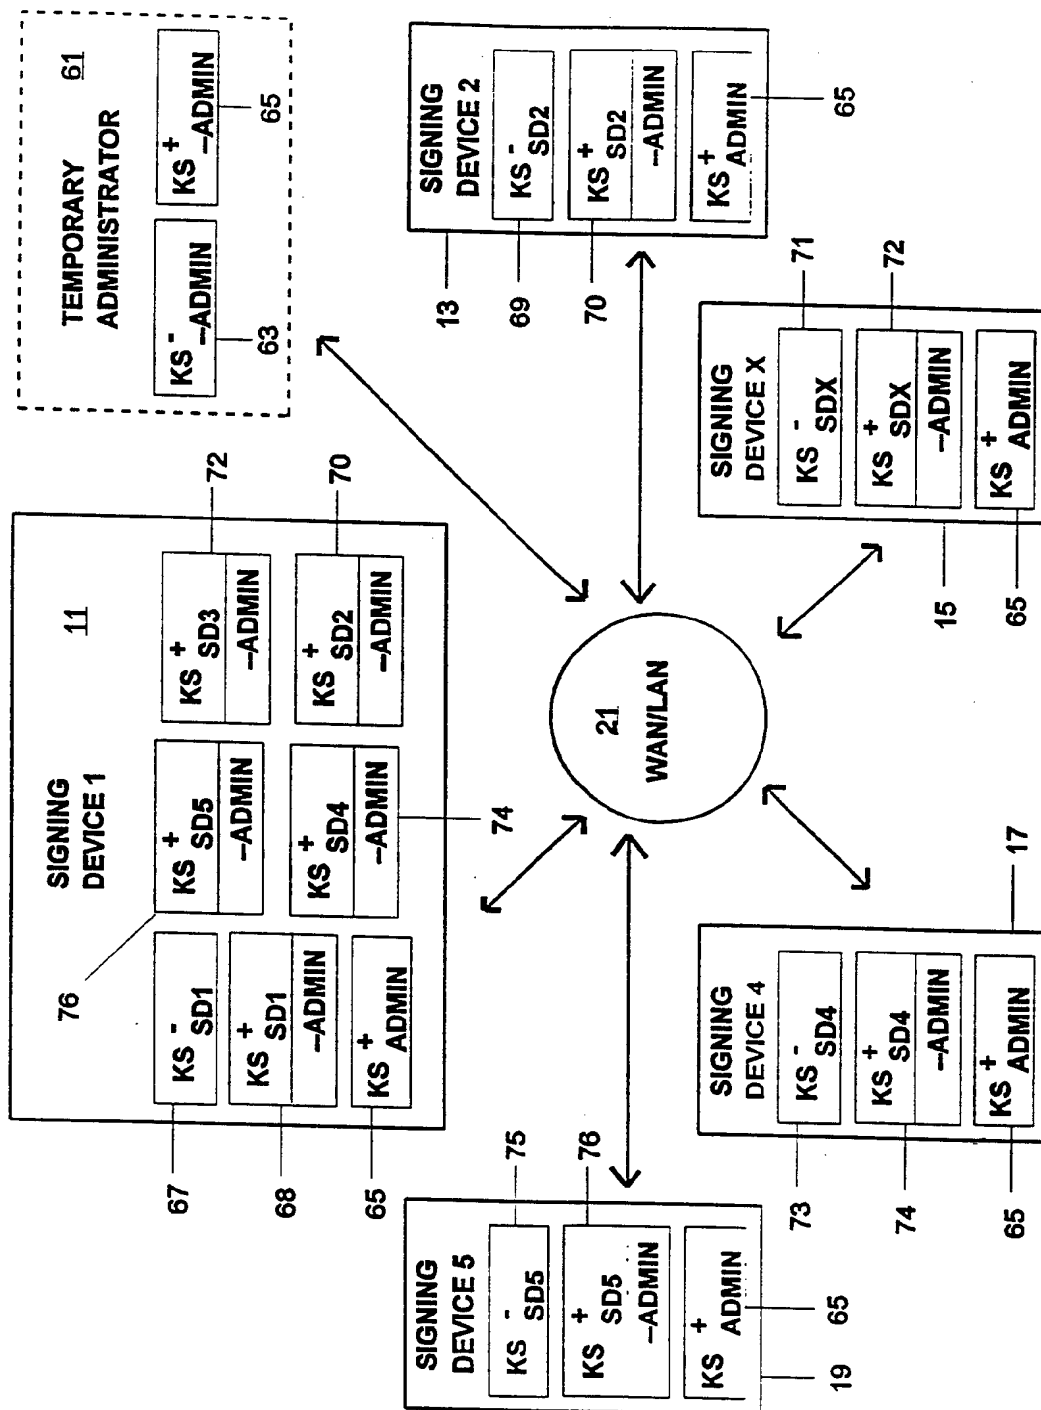 SIGNING
DEVICE 1
11
76
KS - SD1
KS + SD1
–ADMIN
KS + ADMIN
KS + SD5
–ADMIN
KS + SD4
–ADMIN
KS + SD3
–ADMIN
KS + SD2
–ADMIN
67
68
65
74
72
70
TEMPORARY
ADMINISTRATOR
61
KS - –ADMIN
KS + –ADMIN
63
65
SIGNING
DEVICE 5
KS - SD5
KS + SD5
–ADMIN
KS + ADMIN
75
76
65
19
21
WAN/LAN
SIGNING
DEVICE 2
KS - SD2
KS + SD2
–ADMIN
KS + ADMIN
13
69
70
65
SIGNING
DEVICE 4
KS - SD4
KS + SD4
–ADMIN
KS + ADMIN
73
74
65
17
SIGNING
DEVICE X
KS - SDX
KS + SDX
–ADMIN
KS + ADMIN
71
72
15
65